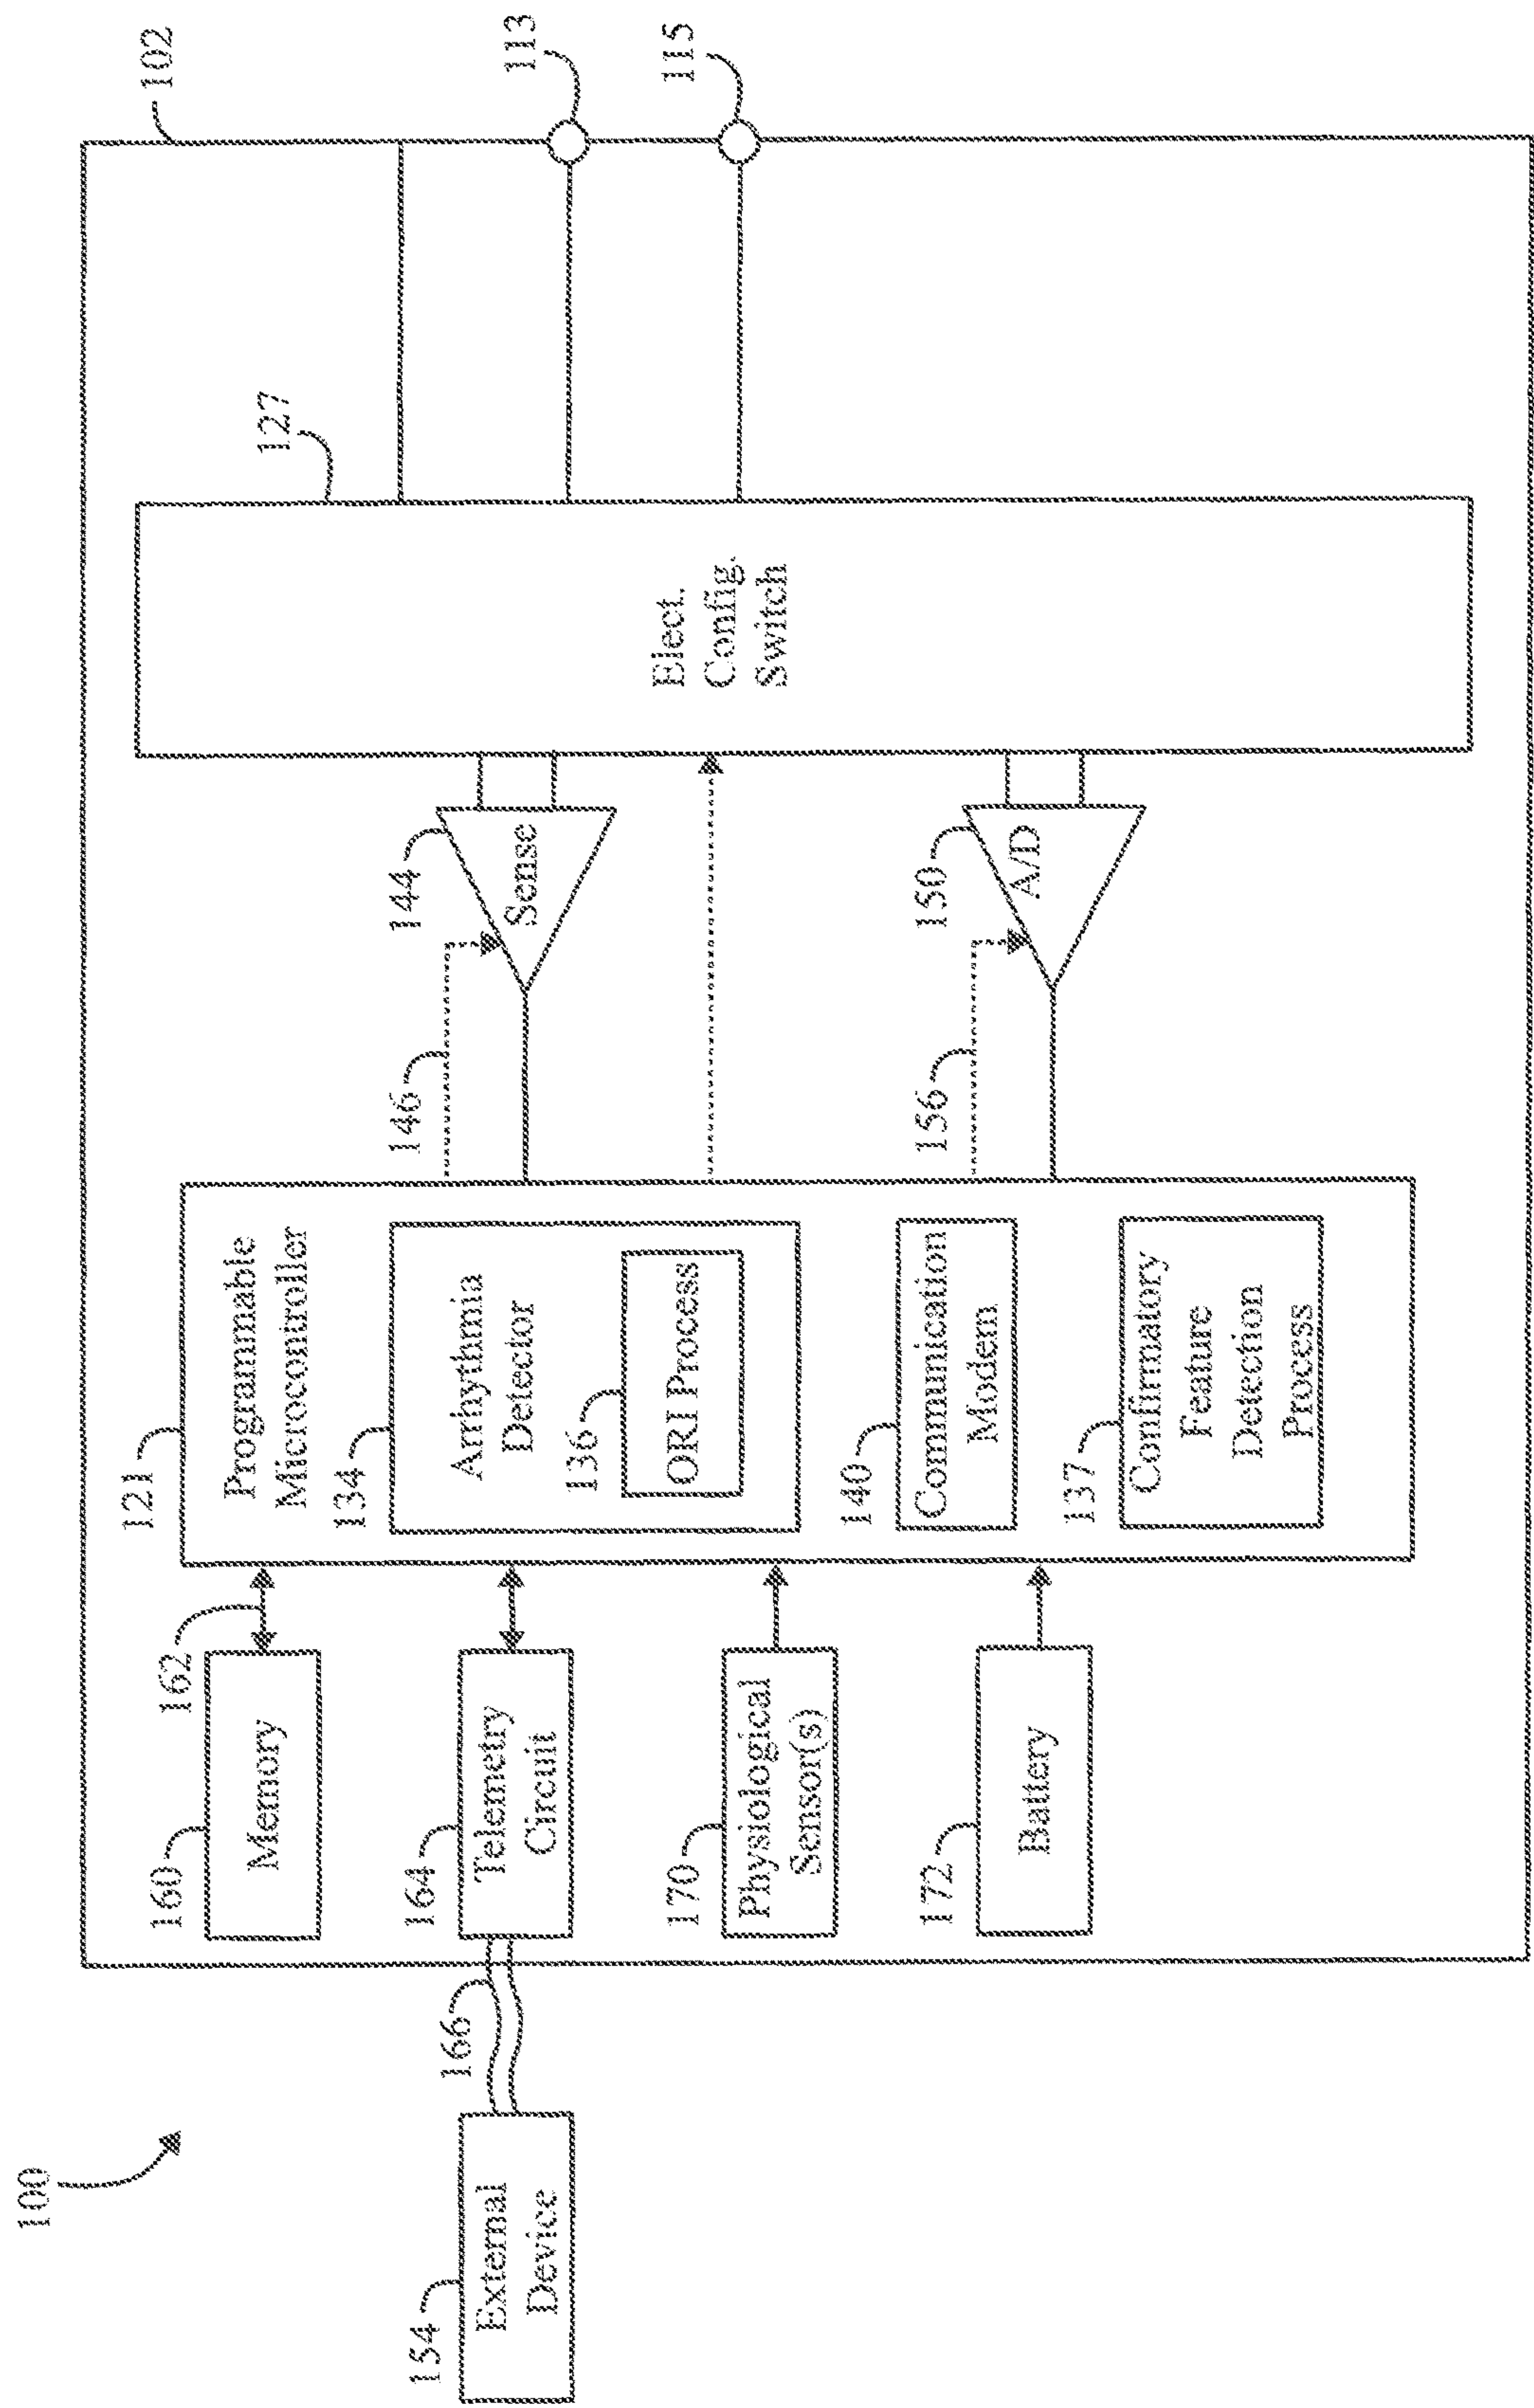 100
102
154
External
Device
166
160
Memory
162
164
Telemetry
Circuit
170
Physiological
Sensor(s)
172
Battery
121
Programmable
Microcontroller
134
Arrhythmia
Detector
136
ORI Process
140
Communication
Modem
137
Confirmatory
Feature
Detection
Process
146
144
Sense
156
150
A/D
127
Elect.
Config.
Switch
113
115